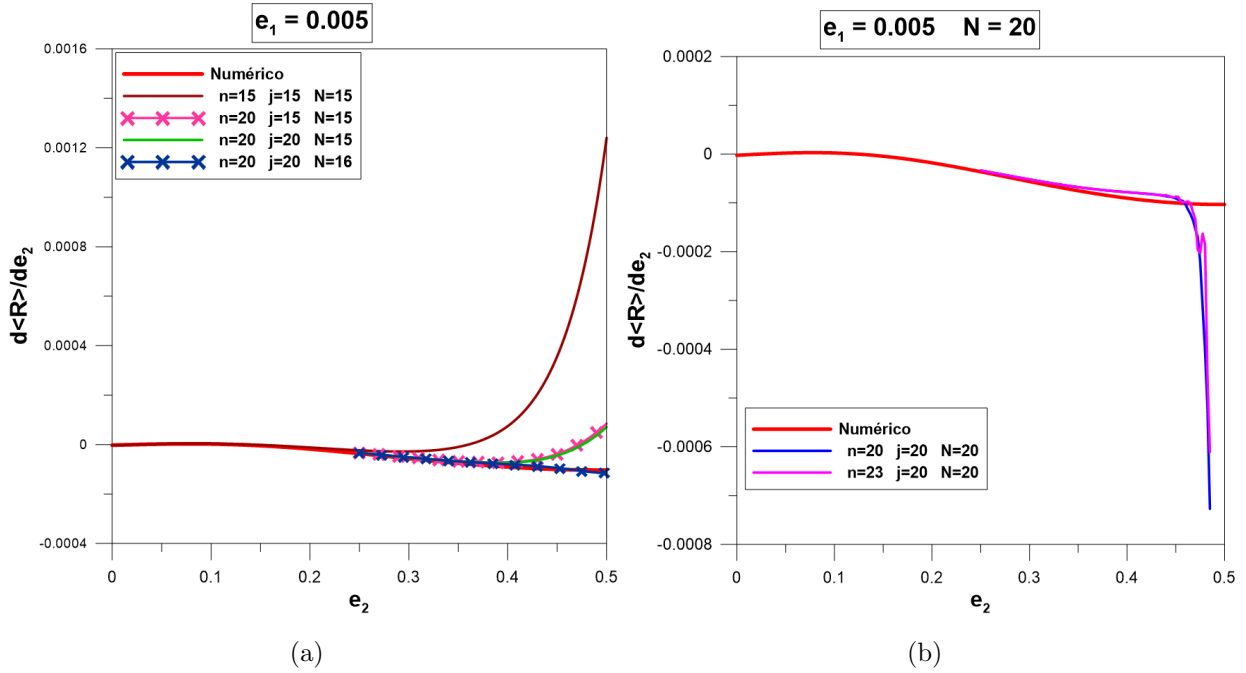 e1 = 0.005
0.0016
0.0012
0.0008
0.0004
0
-0.0004
d<R>/de2
Numérico
n=15 j=15 N=15
n=20 j=15 N=15
n=20 j=20 N=15
n=20 j=20 N=16
0 0.1 0.2 0.3 0.4 0.5
e2
(a)
e1 = 0.005 N = 20
0.0002
0
-0.0002
-0.0004
-0.0006
-0.0008
d<R>/de2
Numérico
n=20 j=20 N=20
n=23 j=20 N=20
0 0.1 0.2 0.3 0.4 0.5
e2
(b)